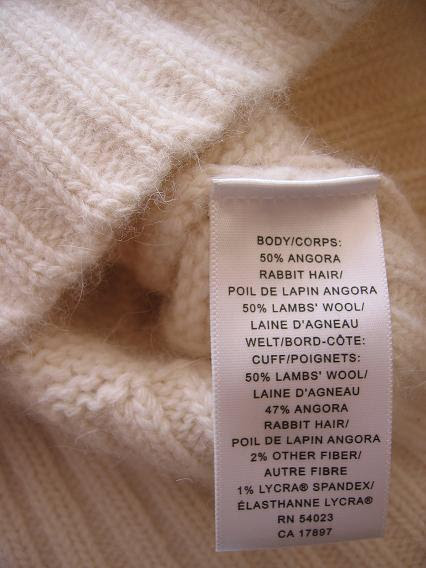 BODY/CORPS:
50% ANGORA
RABBIT HAIR/
POIL DE LAPIN ANGORA
50% LAMBS' WOOL/
LAINE D'AGNEAU
WELT/BORD-CÔTE:
CUFF/POIGNETS:
50% LAMBS' WOOL/
LAINE D'AGNEAU
47% ANGORA
RABBIT HAIR/
POIL DE LAPIN ANGORA
2% OTHER FIBER/
AUTRE FIBRE
1% LYCRA® SPANDEX/
ÉLASTHANNE LYCRA®
RN 54023
CA 17897